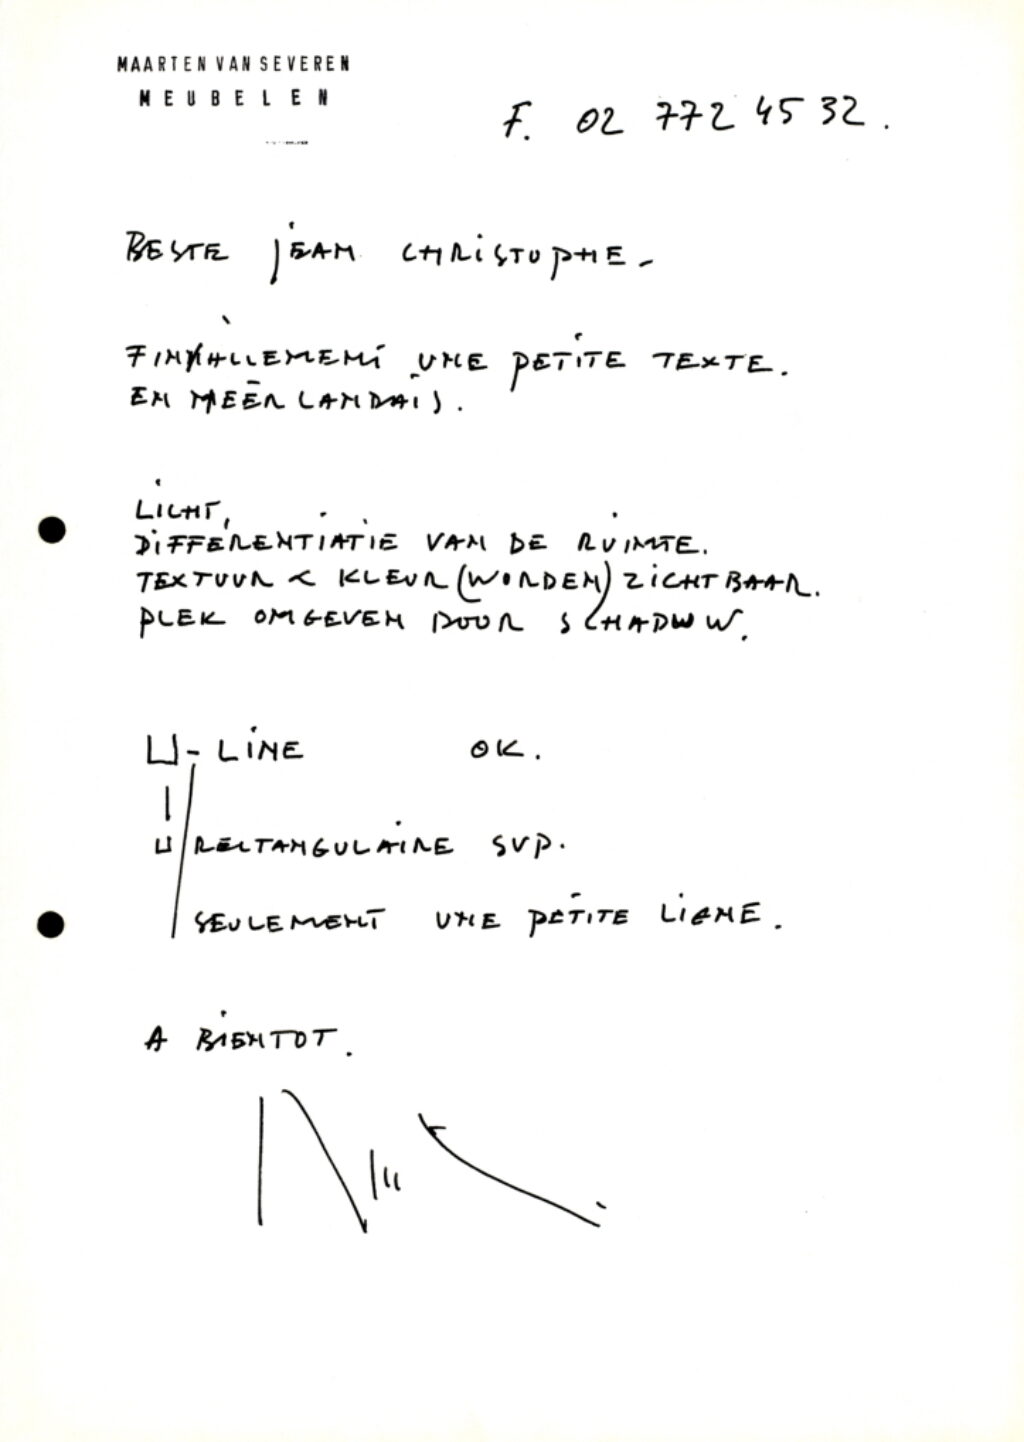 MAARTEN VAN SEVEREN
MEUBELEN
F. 02 772 45 32.
BESTE JEAN CHRISTOPHE -
FINALLEMENT UNE PETITE TEXTE.
EN NÉERLANDAIS.
LICHT,
DIFFERENTIATIE VAN DE RUIMTE.
TEXTUUR < KLEUR (WORDEN) ZICHTBAAR.
PLEK OMGEVEN DOOR SCHADUW.
U - LINE OK.
U RECTANGULAIRE SVP.
SEULEMENT UNE PETITE LIGNE.
A BIENTOT.